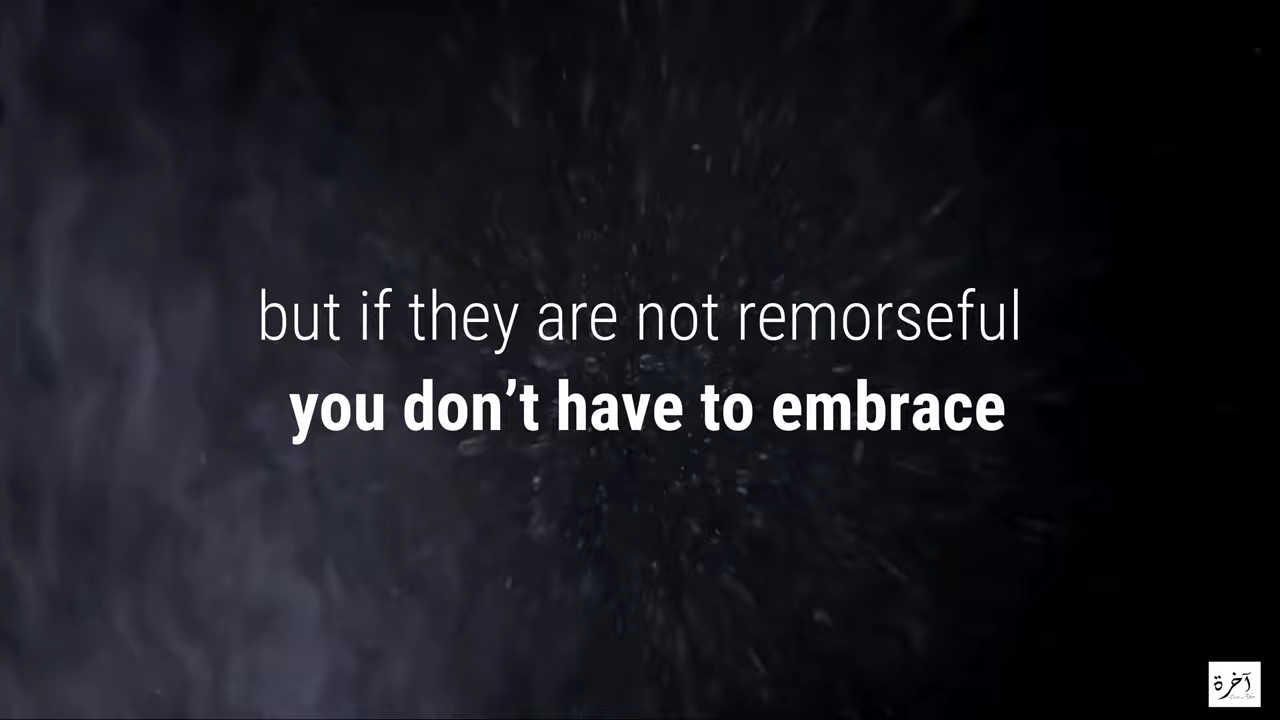 but if they are not remorseful
you don’t have to embrace
آخرة